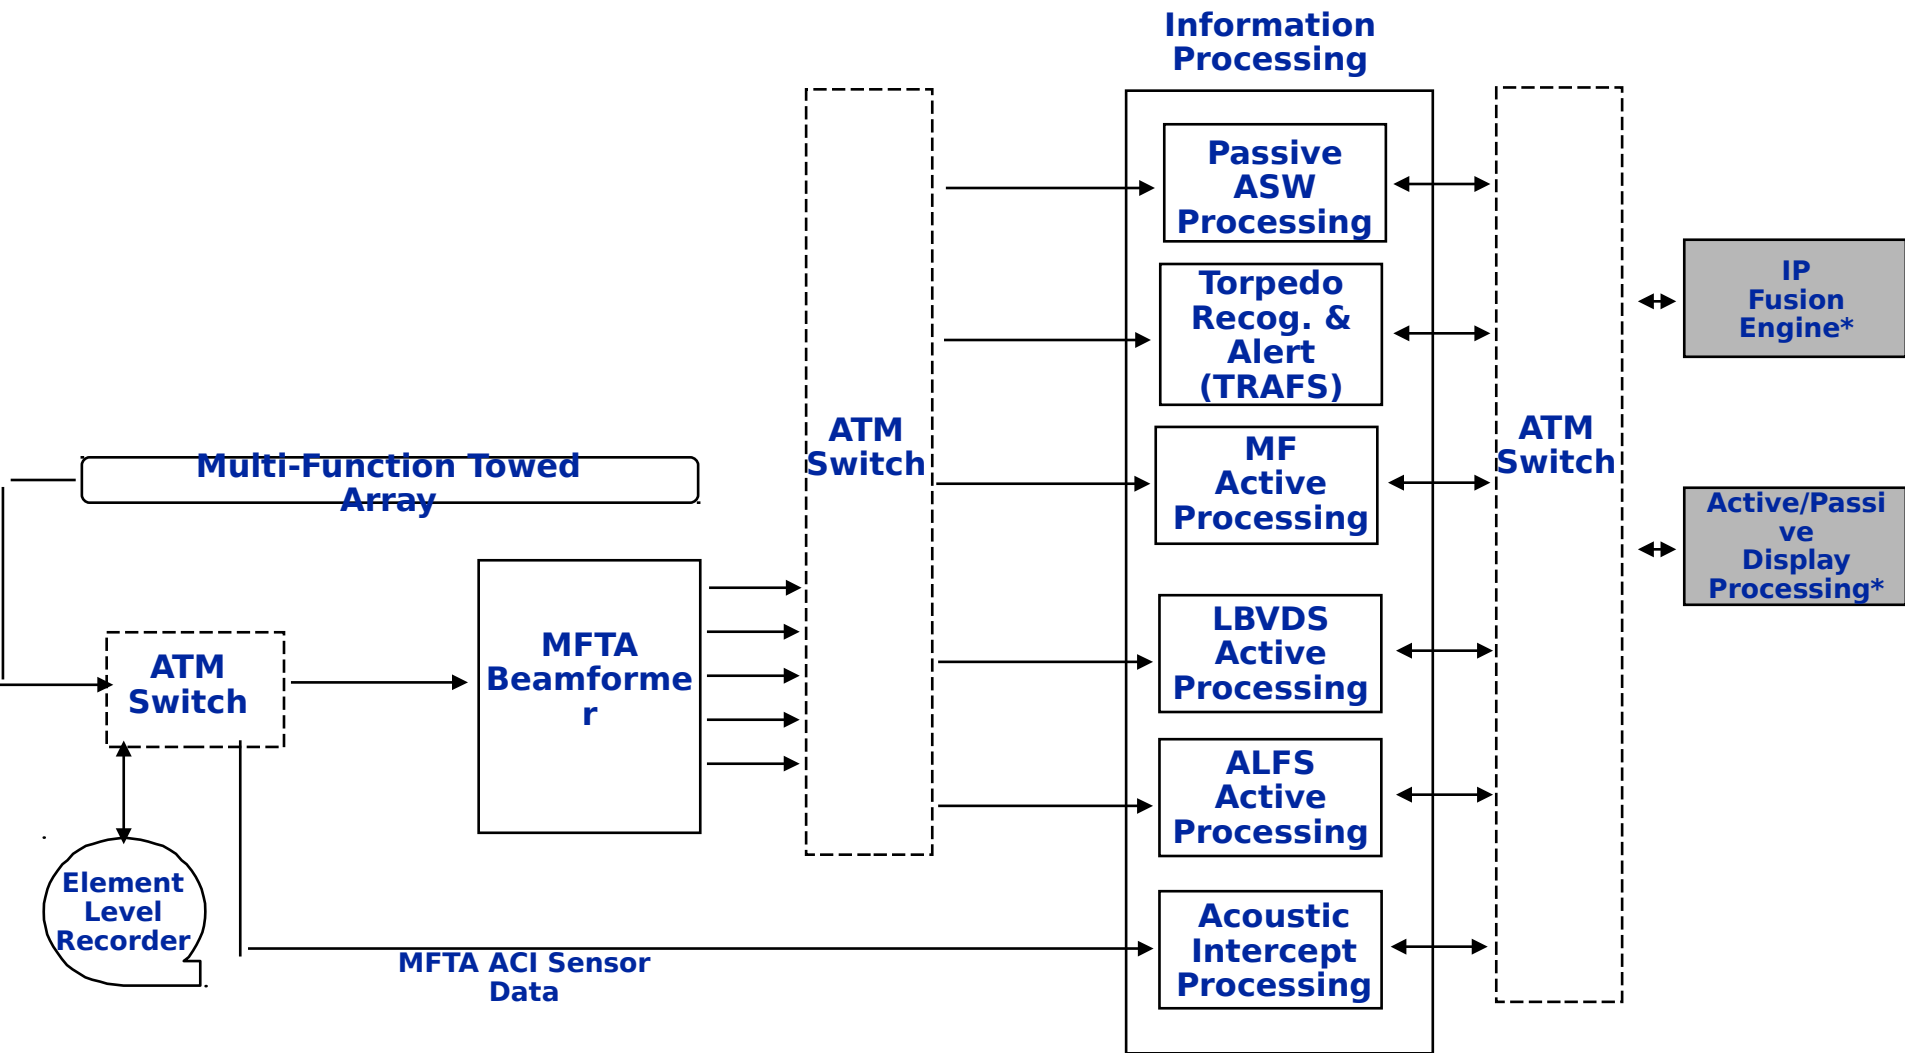 Information
Processing
Passive
ASW
Processing
Torpedo
Recog. &
Alert
(TRAFS)
IP
Fusion
Engine*
ATM
Switch
MF
Active
Processing
ATM
Switch
Multi-Function Towed
Array
Active/Passi
ve
Display
Processing*
MFTA
Beamforme
r
LBVDS
Active
Processing
ATM
Switch
ALFS
Active
Processing
Element
Level
Recorder
Acoustic
Intercept
Processing
MFTA ACI Sensor
Data